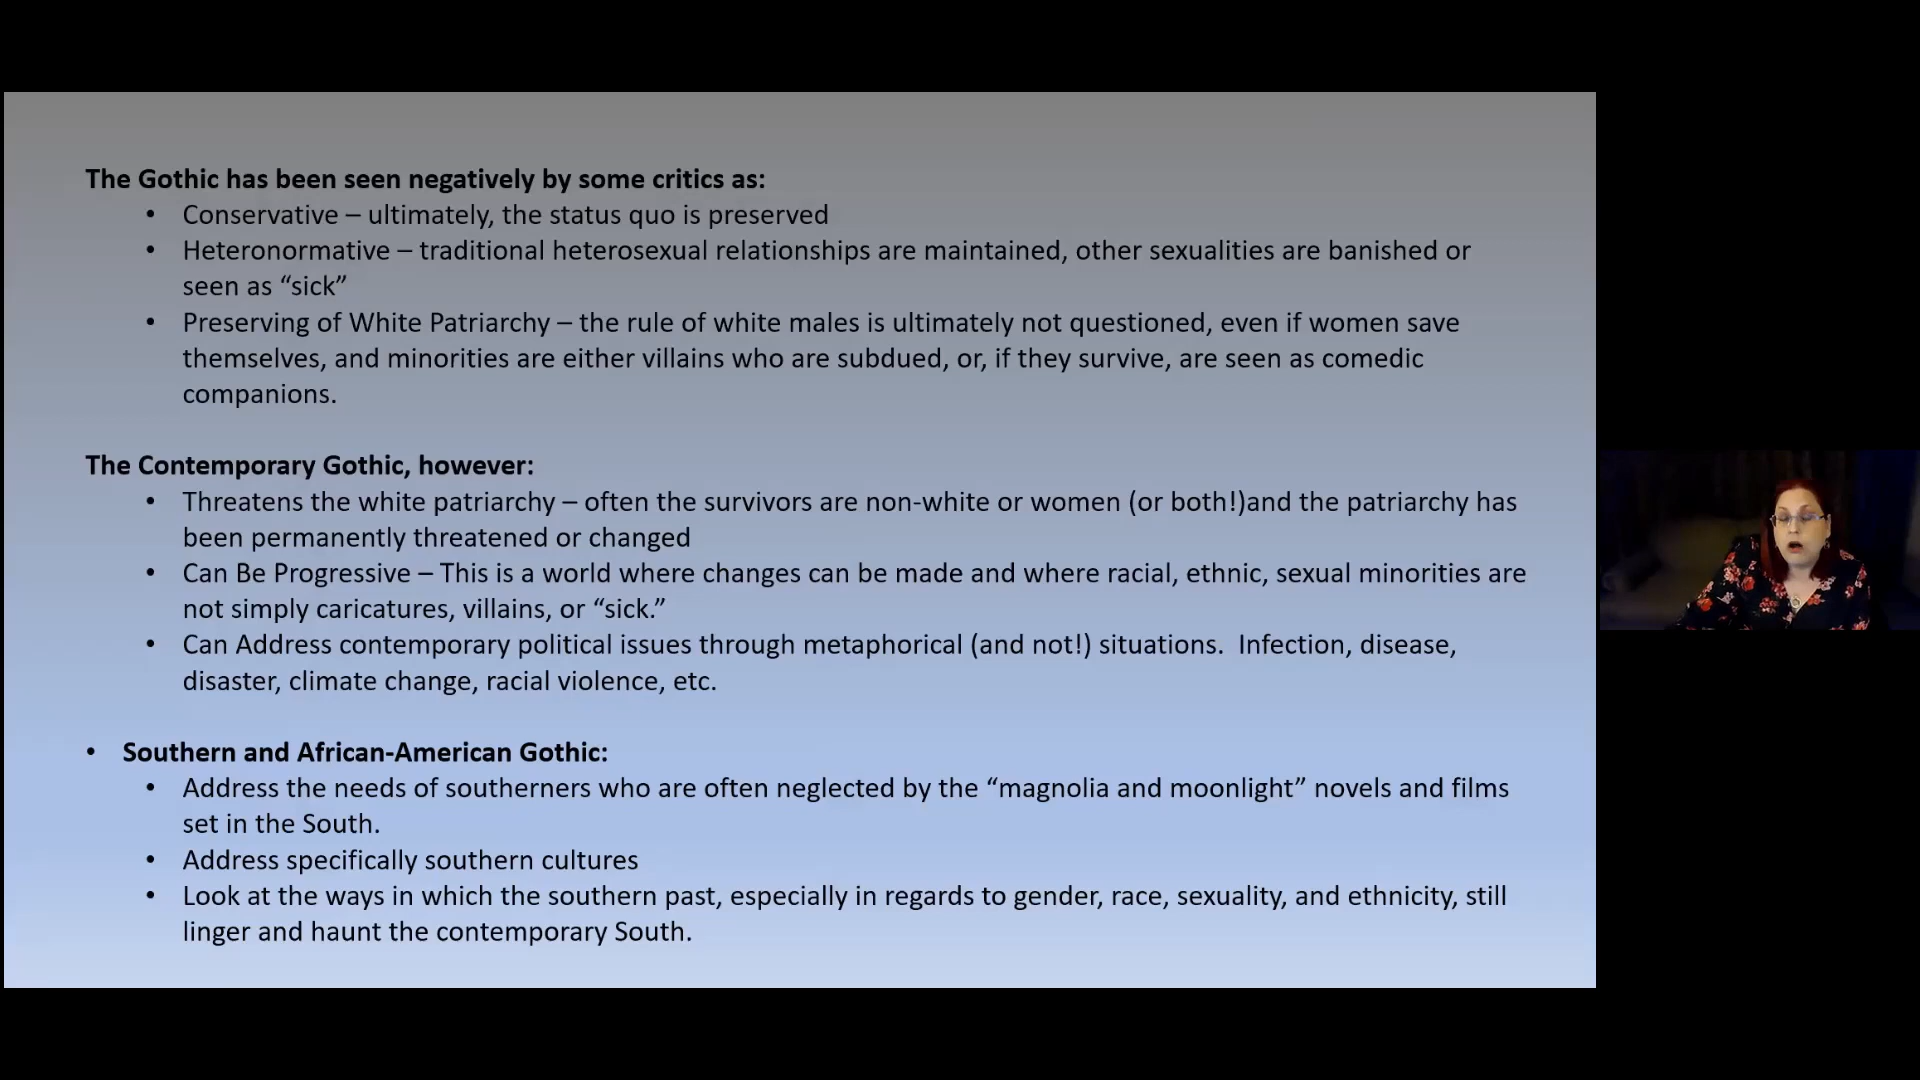 The Gothic has been seen negatively by some critics as:
• Conservative – ultimately, the status quo is preserved
• Heteronormative – traditional heterosexual relationships are maintained, other sexualities are banished or
seen as “sick”
• Preserving of White Patriarchy – the rule of white males is ultimately not questioned, even if women save
themselves, and minorities are either villains who are subdued, or, if they survive, are seen as comedic
companions.
The Contemporary Gothic, however:
• Threatens the white patriarchy – often the survivors are non-white or women (or both!)and the patriarchy has
been permanently threatened or changed
• Can Be Progressive – This is a world where changes can be made and where racial, ethnic, sexual minorities are
not simply caricatures, villains, or “sick.”
• Can Address contemporary political issues through metaphorical (and not!) situations.  Infection, disease,
disaster, climate change, racial violence, etc.
• Southern and African-American Gothic:
• Address the needs of southerners who are often neglected by the “magnolia and moonlight” novels and films
set in the South.
• Address specifically southern cultures
• Look at the ways in which the southern past, especially in regards to gender, race, sexuality, and ethnicity, still
linger and haunt the contemporary South.